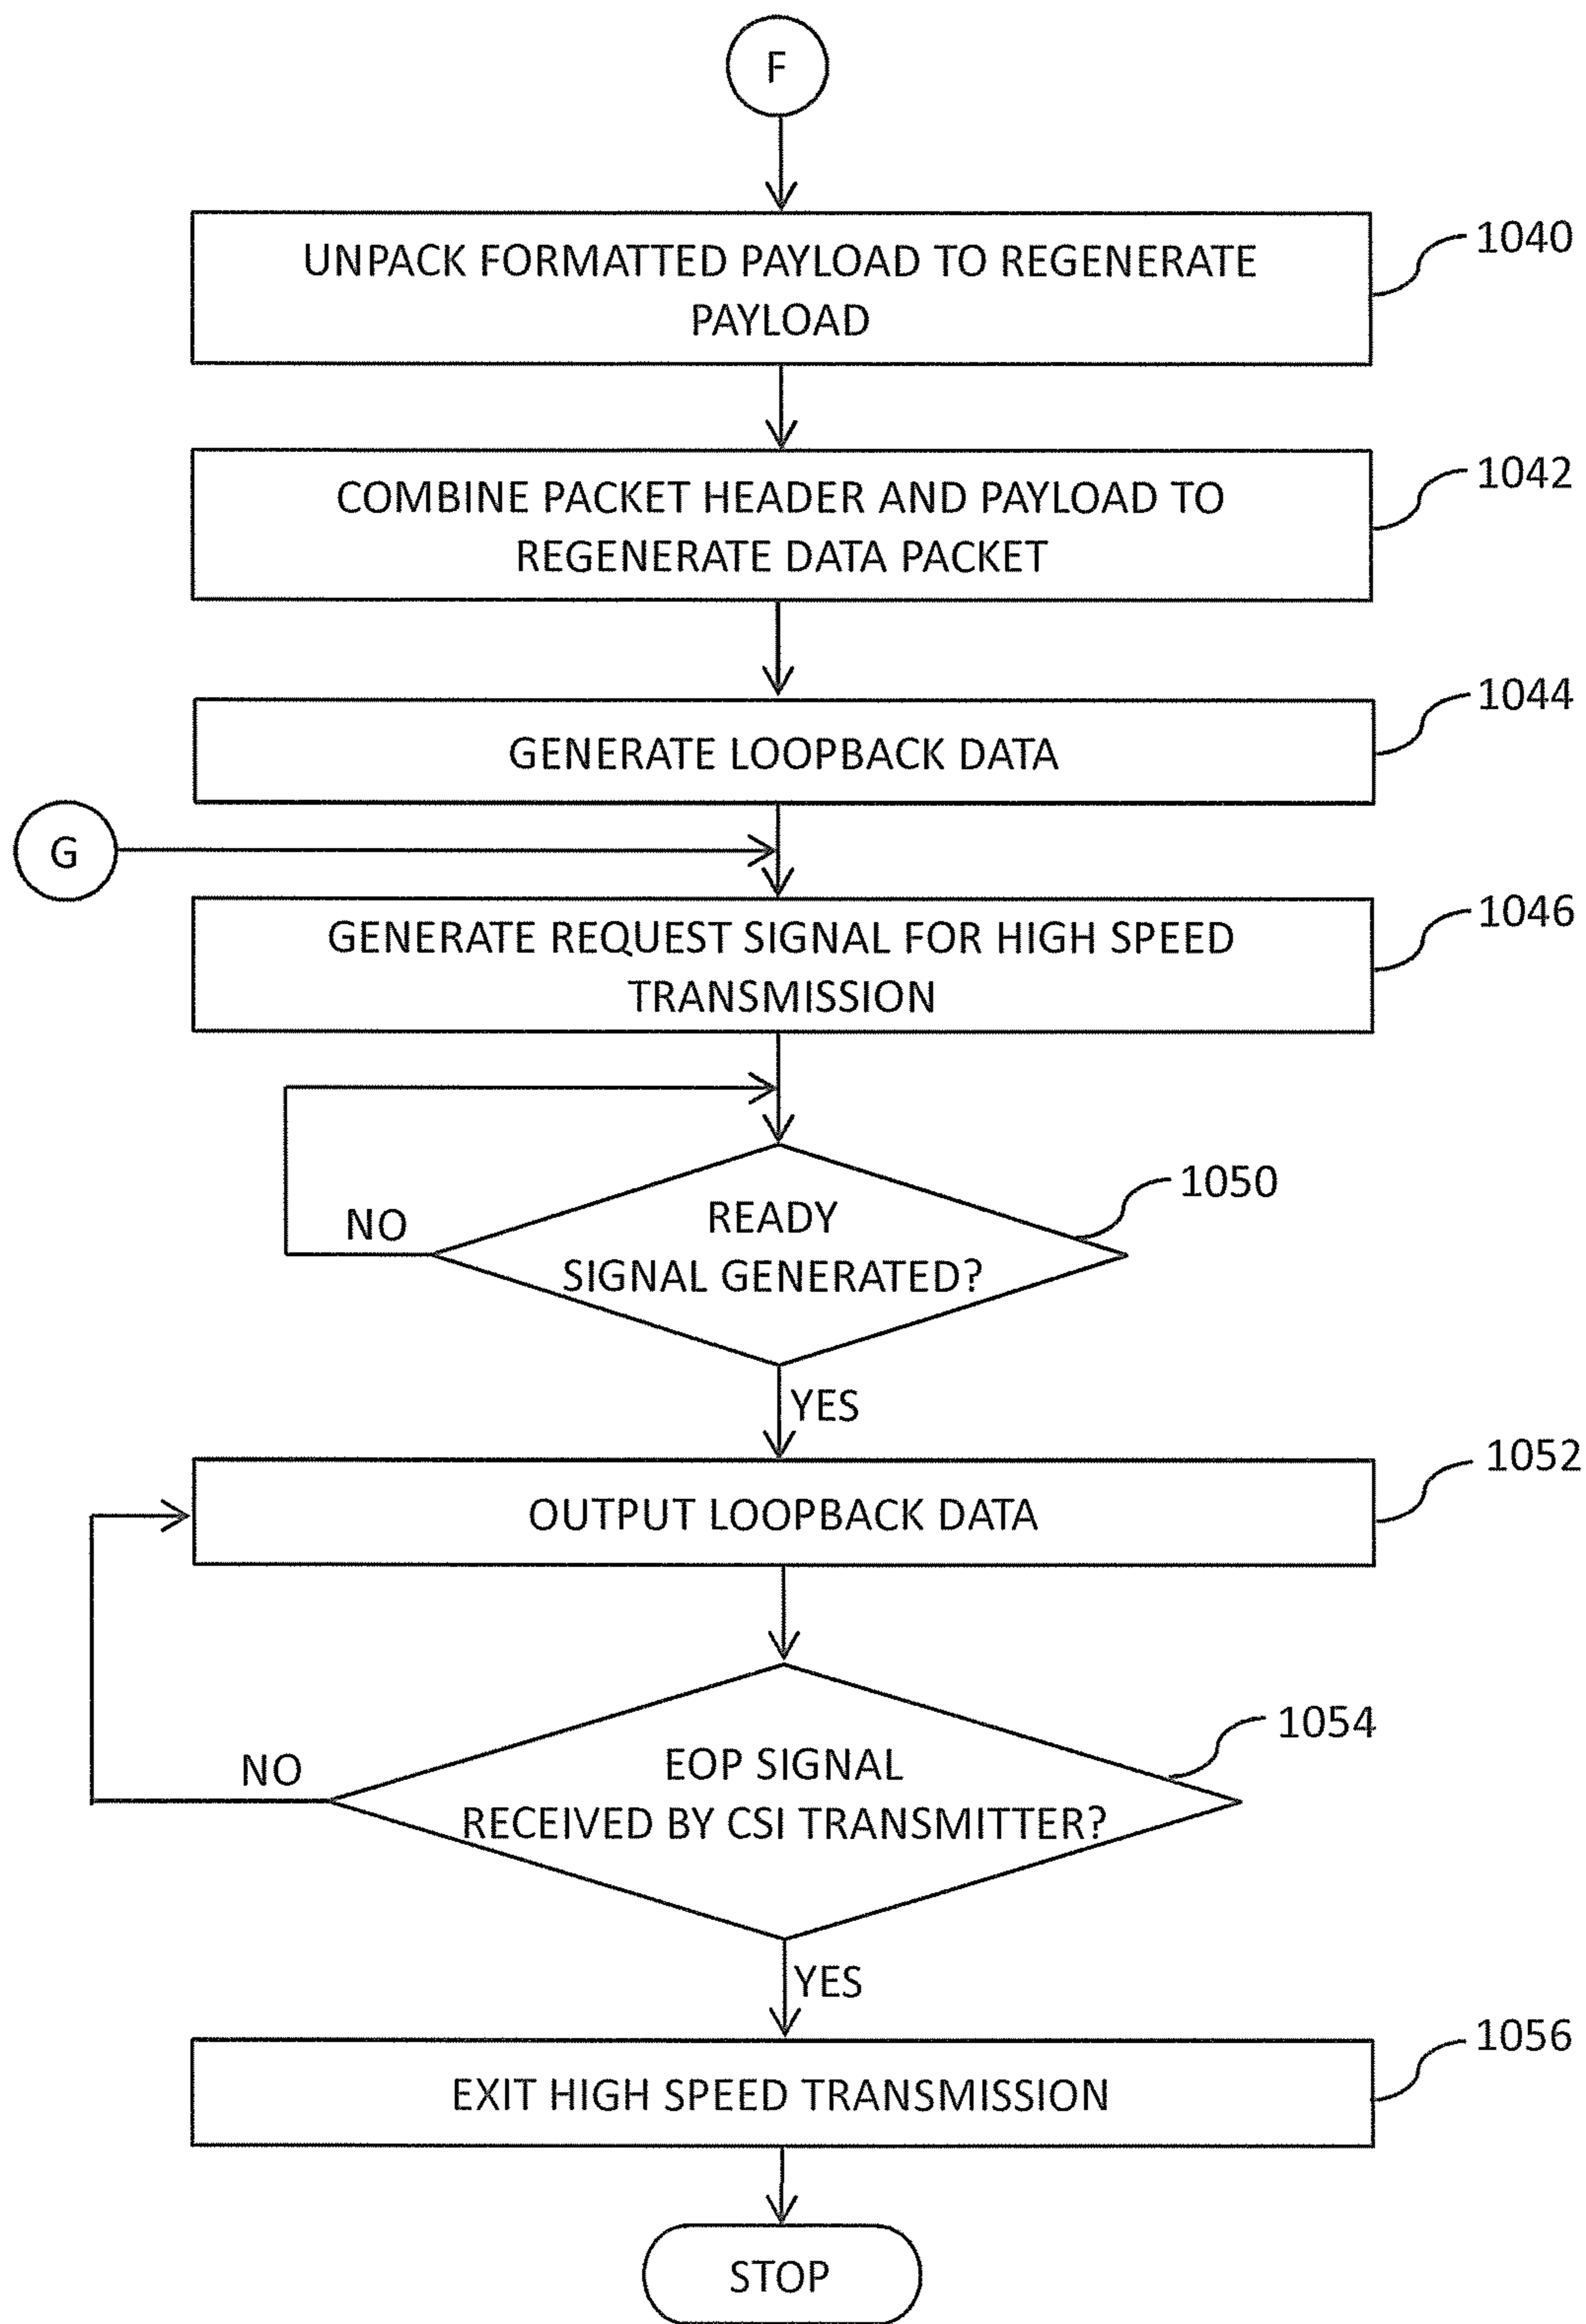 F
UNPACK FORMATTED PAYLOAD TO REGENERATE
PAYLOAD
1040
COMBINE PACKET HEADER AND PAYLOAD TO
REGENERATE DATA PACKET
1042
GENERATE LOOPBACK DATA
1044
G
GENERATE REQUEST SIGNAL FOR HIGH SPEED
TRANSMISSION
1046
READY
SIGNAL GENERATED?
1050
NO
YES
OUTPUT LOOPBACK DATA
1052
EOP SIGNAL
RECEIVED BY CSI TRANSMITTER?
1054
NO
YES
EXIT HIGH SPEED TRANSMISSION
1056
STOP